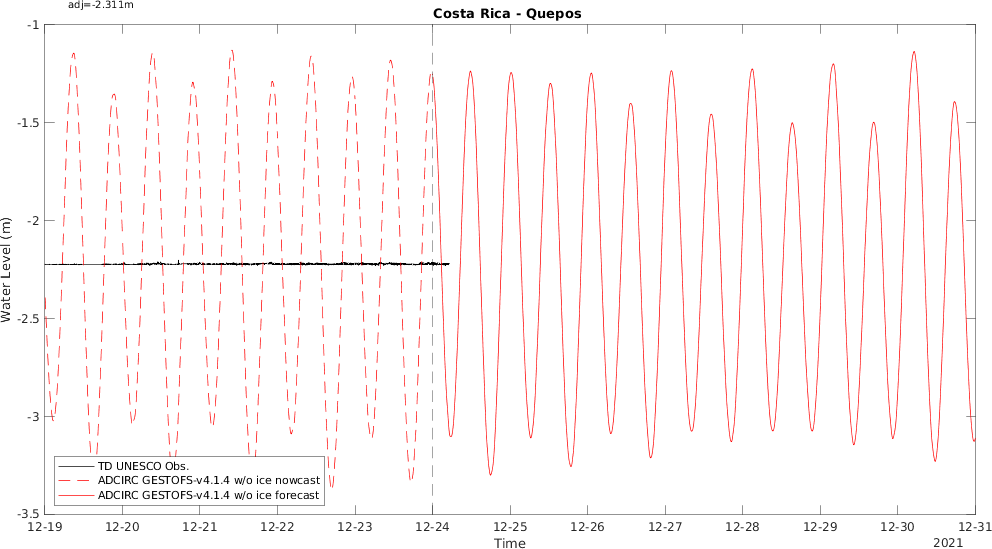 adj=-2.311m
Costa Rica - Quepos
-1
-1.5
-2
-2.5
-3
-3.5
Water Level (m)
TD UNESCO Obs.
ADCIRC GESTOFS-v4.1.4 w/o ice nowcast
ADCIRC GESTOFS-v4.1.4 w/o ice forecast
12-19 12-20 12-21 12-22 12-23 12-24 12-25 12-26 12-27 12-28 12-29 12-30 12-31
Time
2021